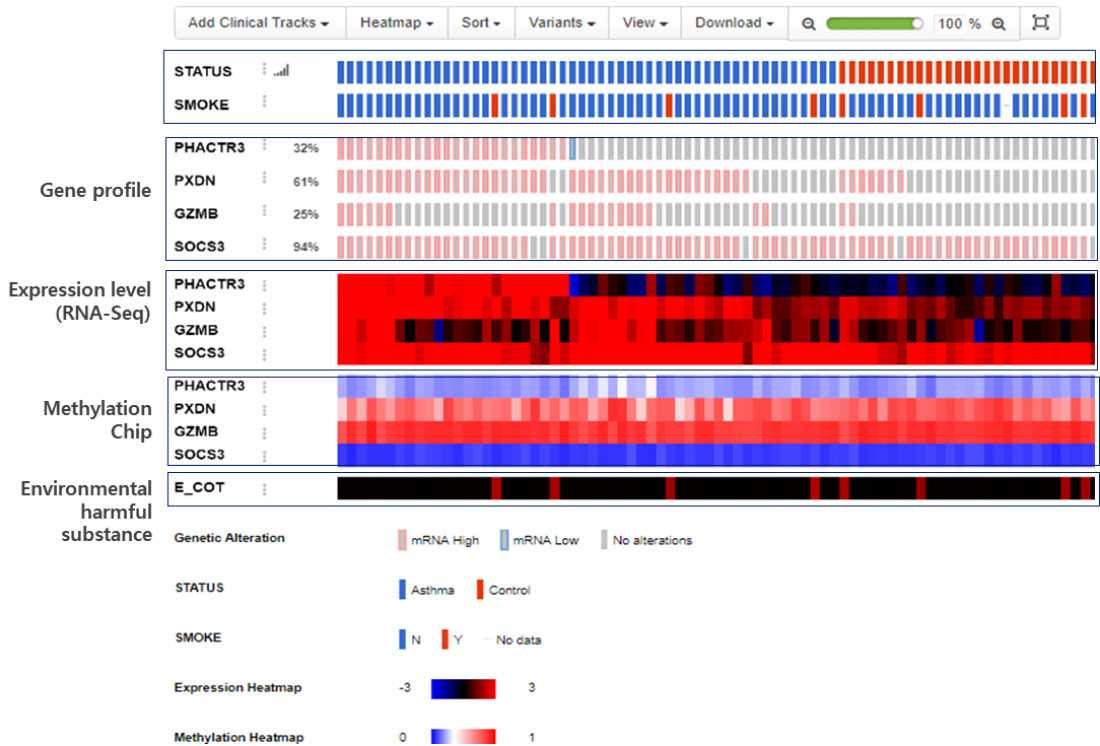 Add Clinical Tracks Heatmap Sort Variants View Download 100 %
STATUS
SMOKE
Gene profile
PHACTR3 32%
PXDN 61%
GZMB 25%
SOCS3 94%
Expression level
(RNA-Seq)
PHACTR3
PXDN
GZMB
SOCS3
Methylation
Chip
PHACTR3
PXDN
GZMB
SOCS3
Environmental
harmful
substance
E_COT
Genetic Alteration mRNA High mRNA Low No alterations
STATUS Asthma Control
SMOKE N Y No data
Expression Heatmap -3 3
Methylation Heatmap 0 1